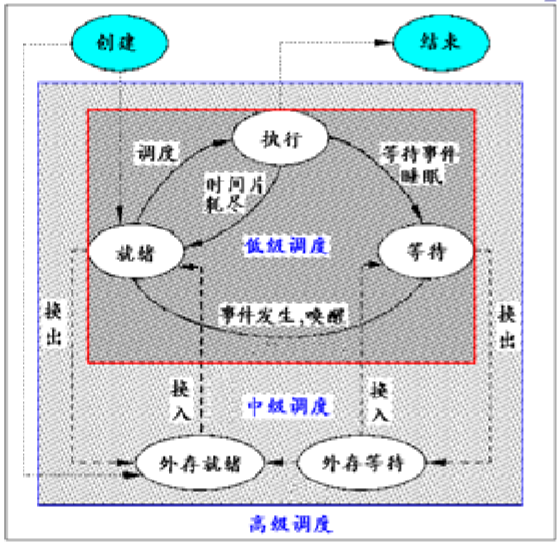 创建
结束
执行
调度
等待事件
睡眠
时间片
耗尽
低级调度
就绪
等待
事件发生,唤醒
换
出
换
出
换
入
换
入
中级调度
外存就绪
外存等待
高级调度